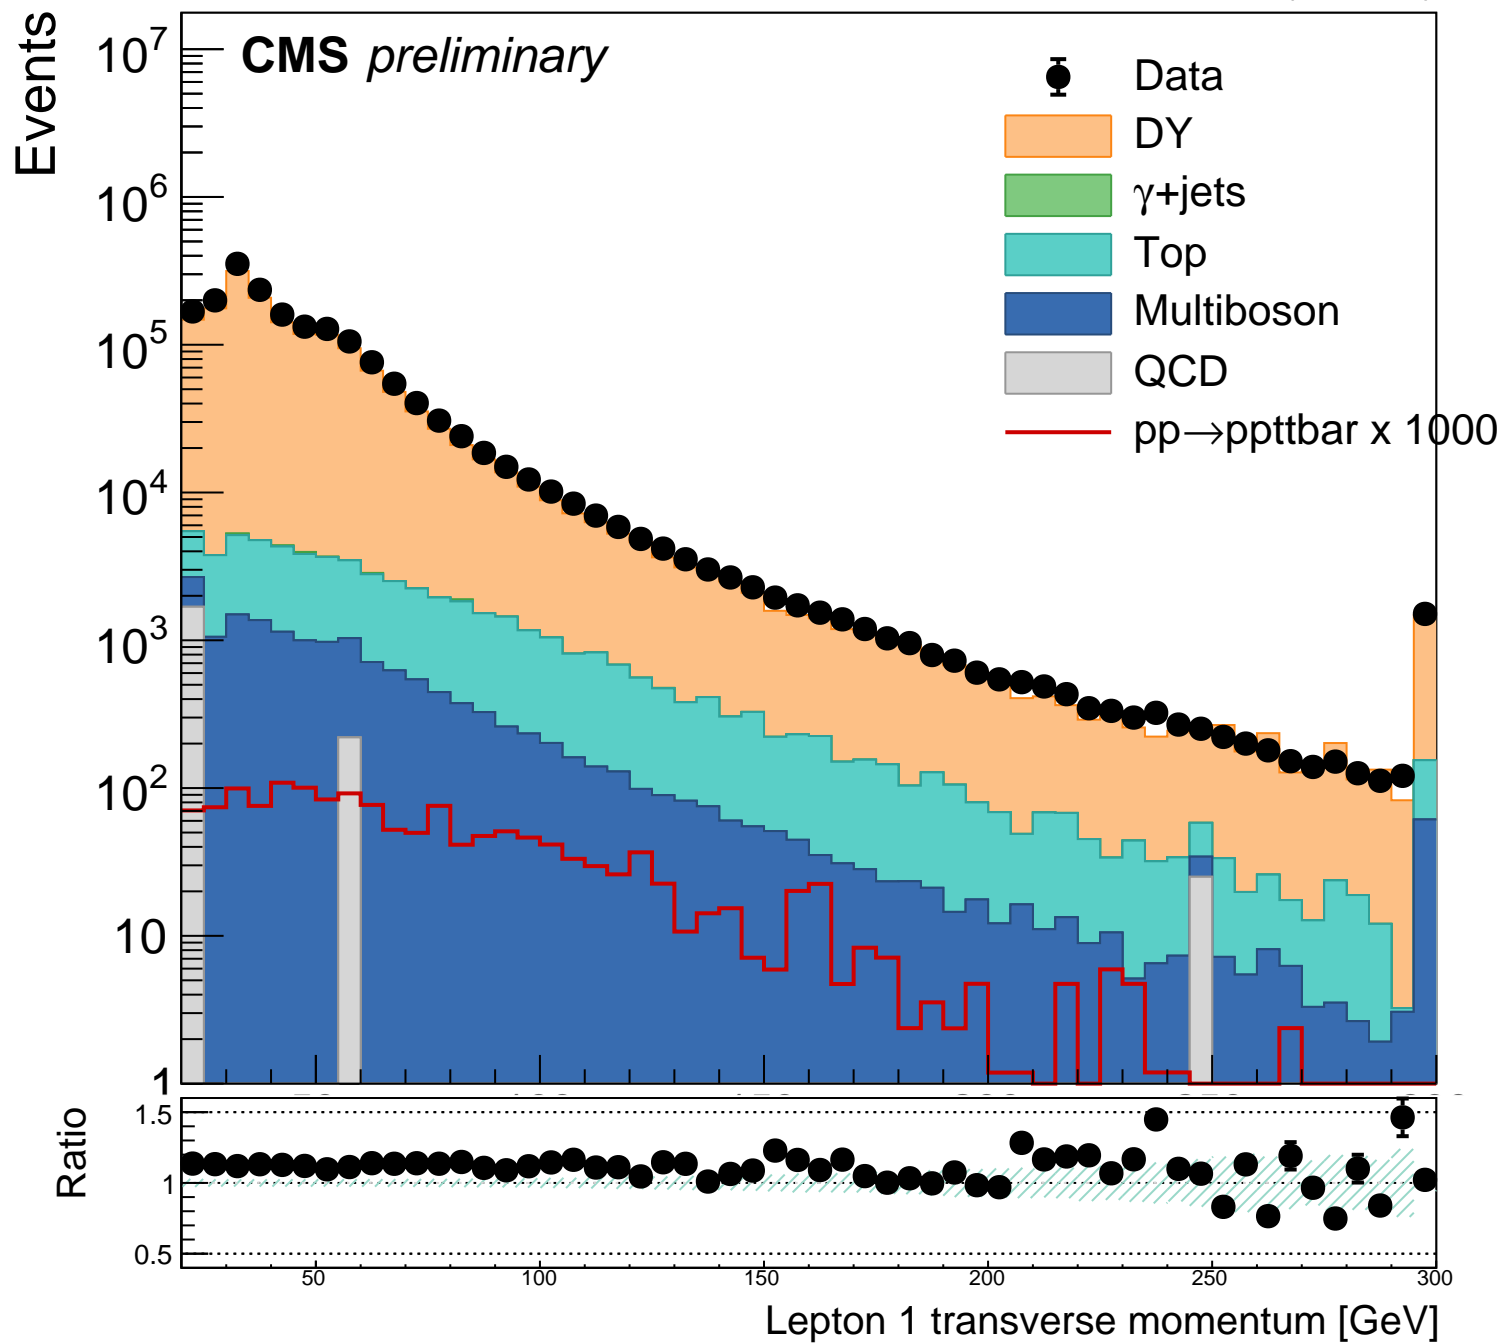 CMS preliminary
Events
10^7
10^6
10^5
10^4
10^3
10^2
10
1
Data
DY
γ+jets
Top
Multiboson
QCD
pp→ppttbar x 1000
Ratio
1.5
1
0.5
50 100 150 200 250 300
Lepton 1 transverse momentum [GeV]